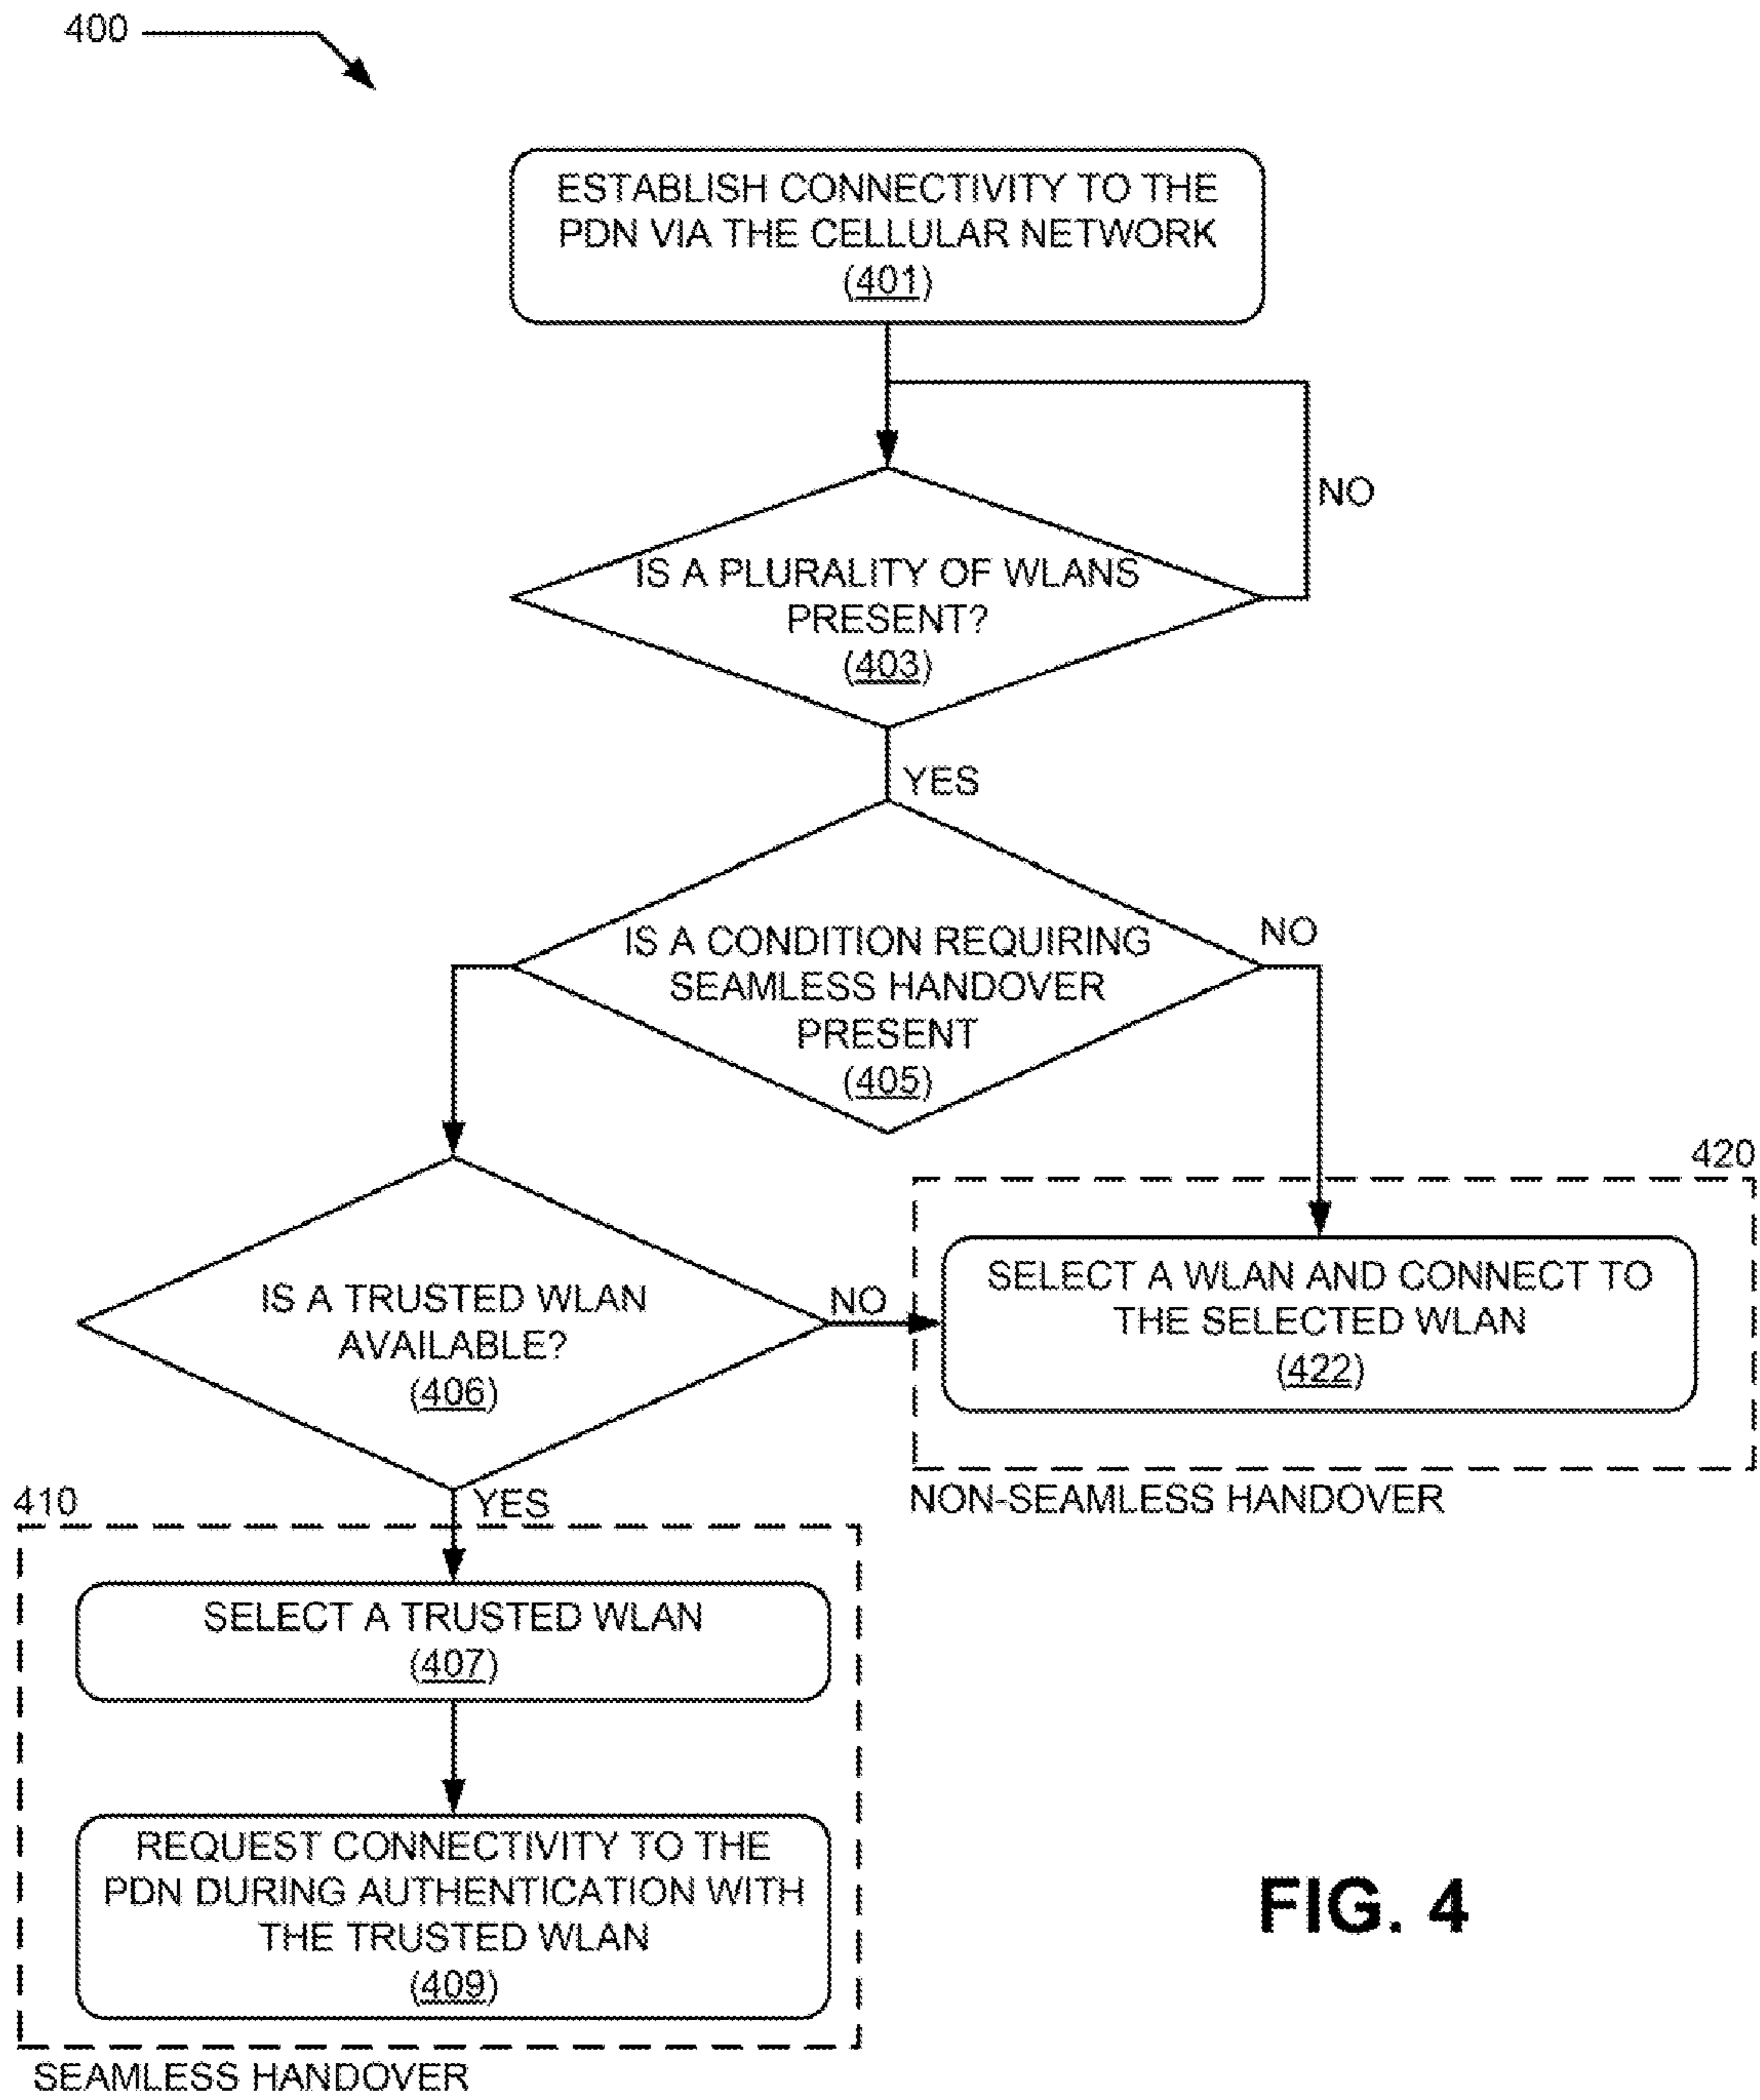 400
ESTABLISH CONNECTIVITY TO THE
PDN VIA THE CELLULAR NETWORK
(401)
NO
IS A PLURALITY OF WLANS
PRESENT?
(403)
YES
IS A CONDITION REQUIRING
SEAMLESS HANDOVER
PRESENT
(405)
NO
420
IS A TRUSTED WLAN
AVAILABLE?
(406)
NO
SELECT A WLAN AND CONNECT TO
THE SELECTED WLAN
(422)
NON-SEAMLESS HANDOVER
410
YES
SELECT A TRUSTED WLAN
(407)
REQUEST CONNECTIVITY TO THE
PDN DURING AUTHENTICATION WITH
THE TRUSTED WLAN
(409)
SEAMLESS HANDOVER
FIG. 4